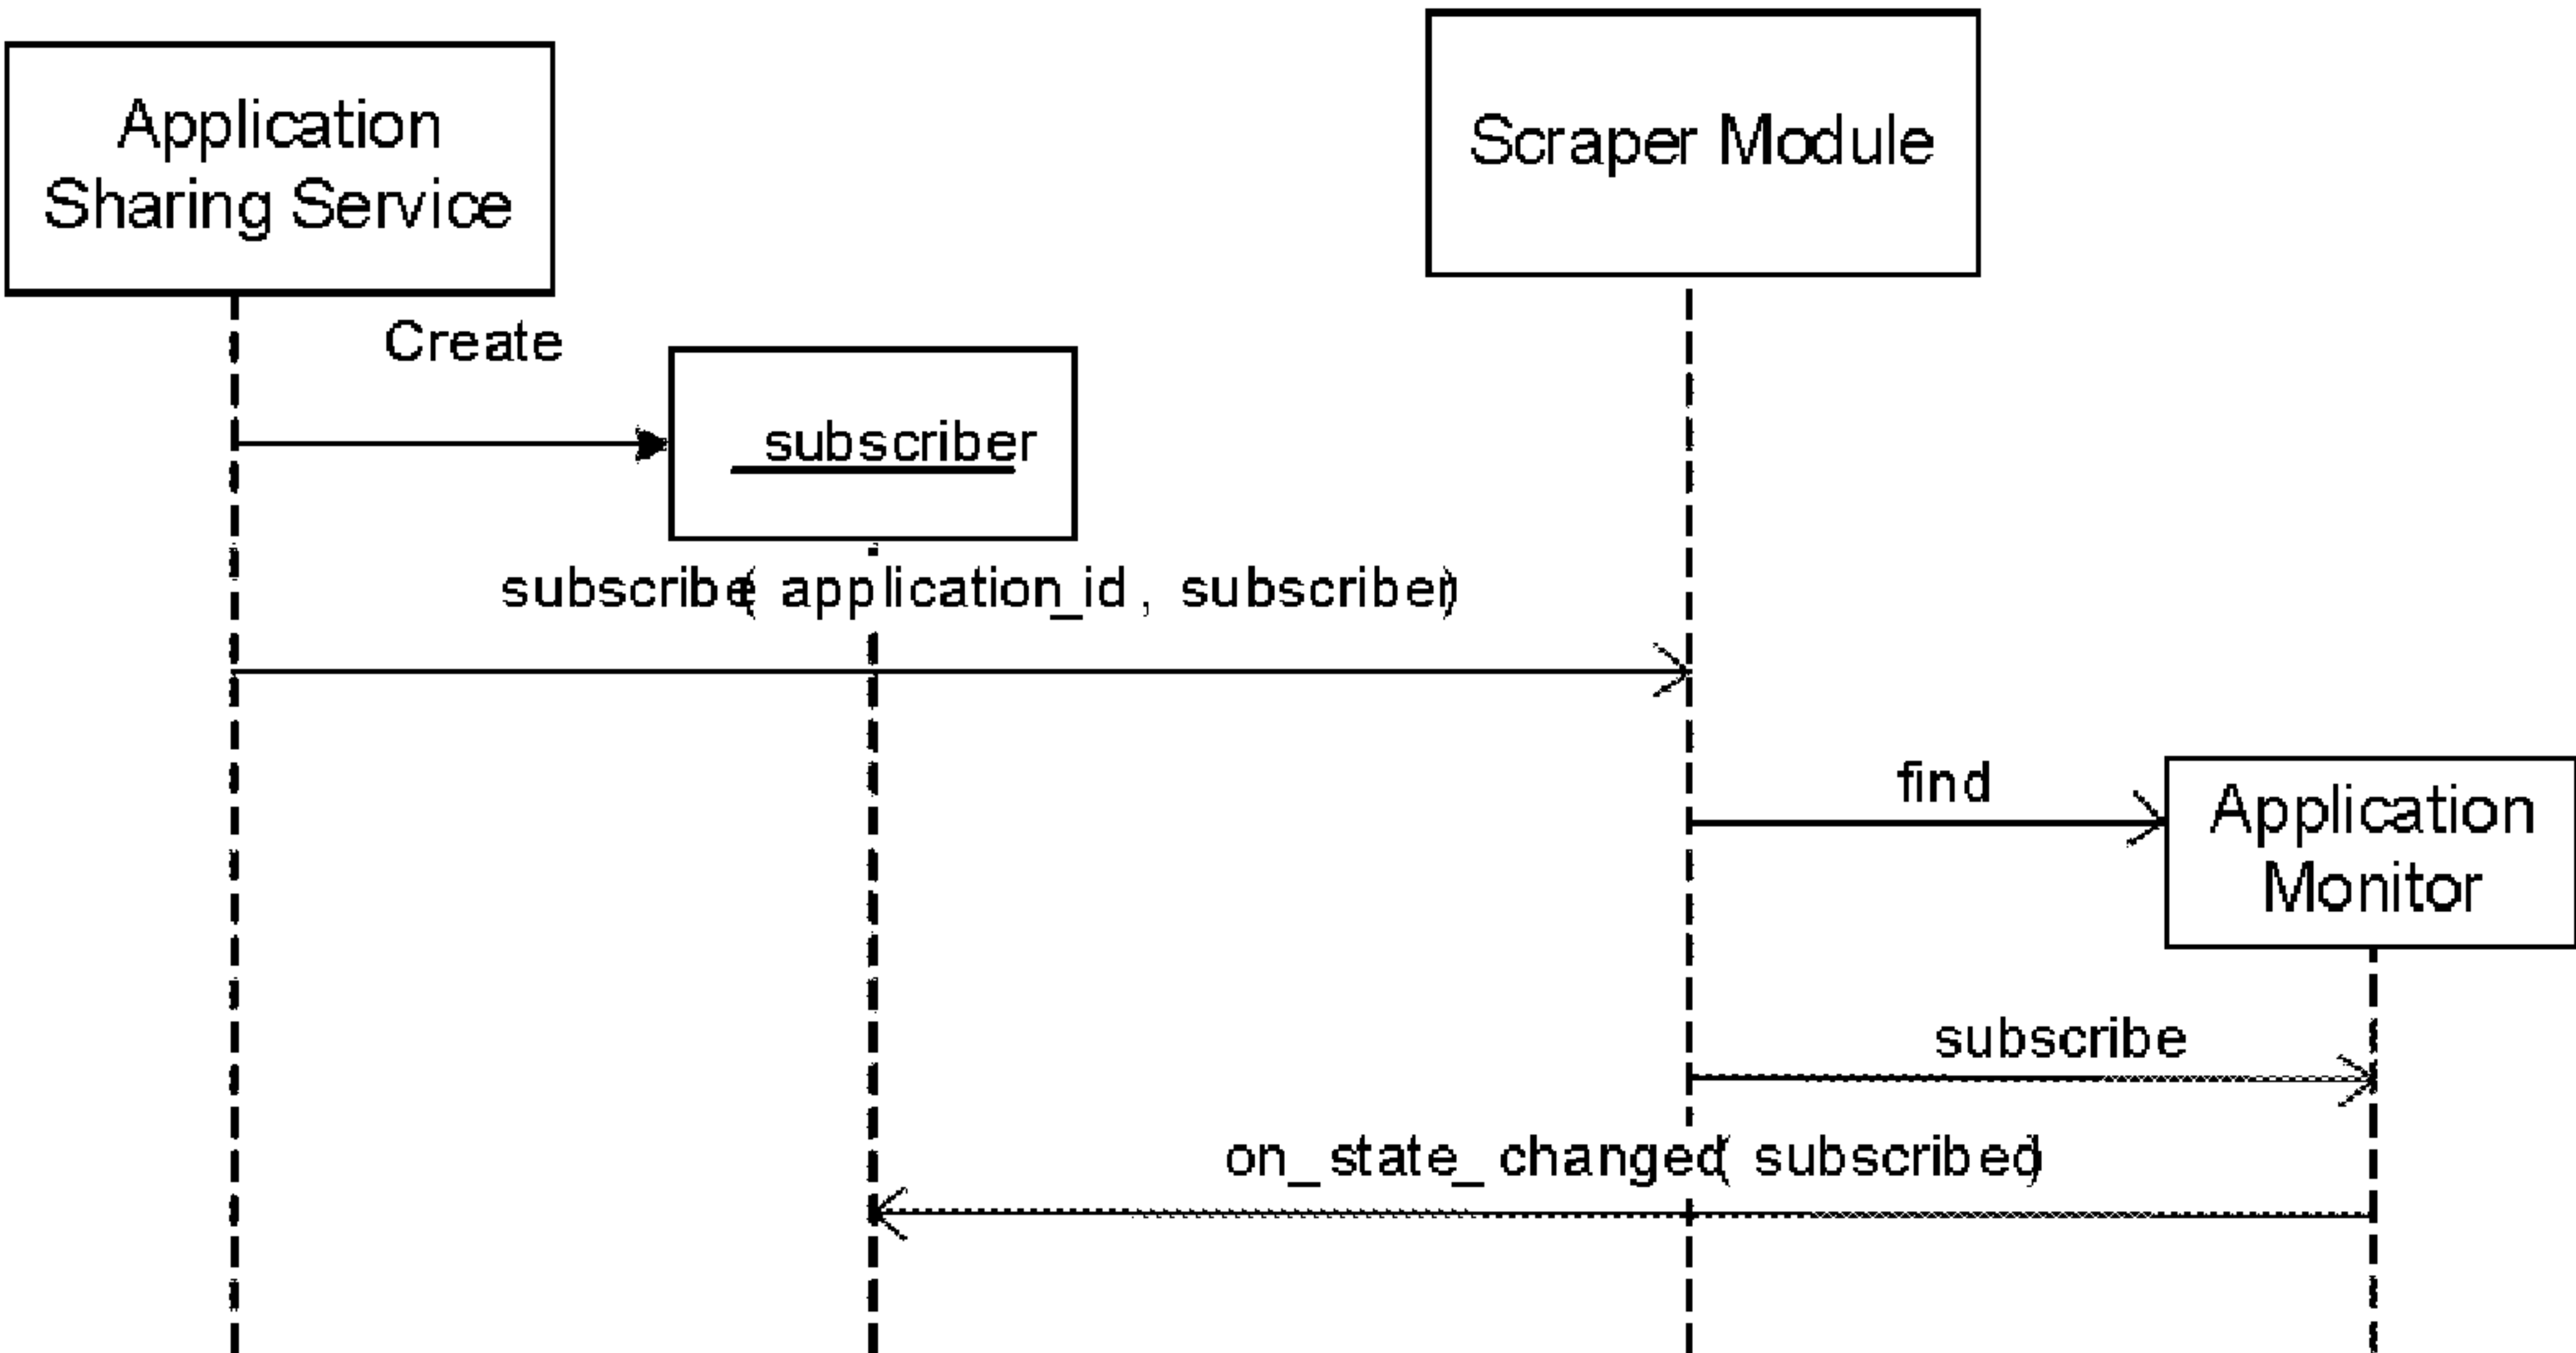 Application
Sharing Service
Scraper Module
Create
subscriber
subscribe( application_id, subscriber)
find
Application
Monitor
subscribe
on_state_changed( subscribed)